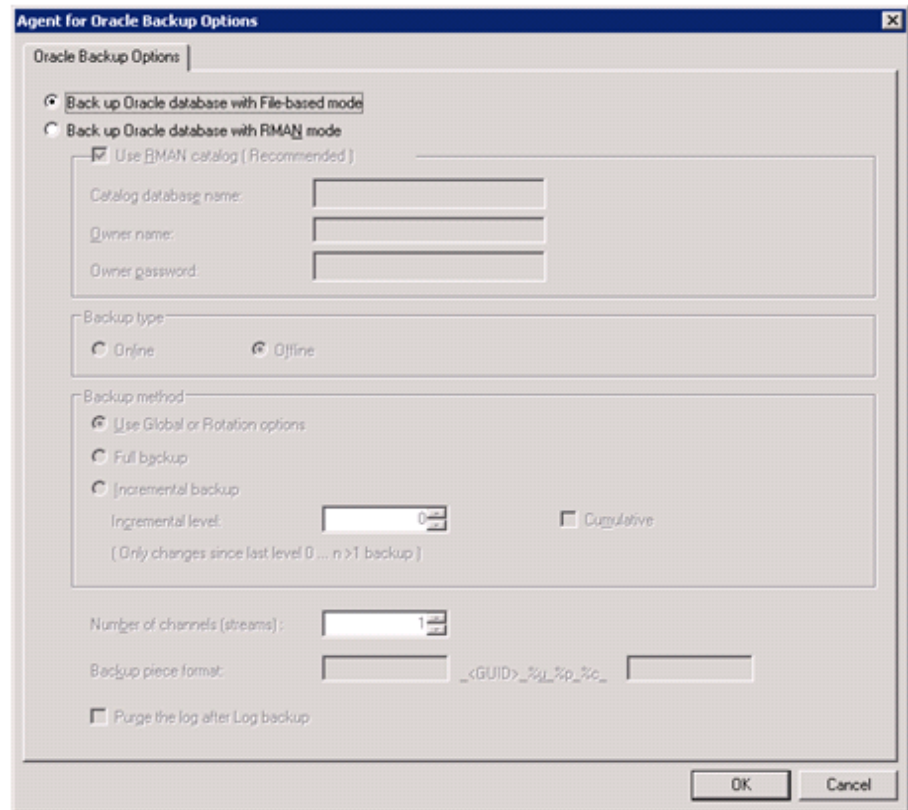 Agent for Oracle Backup Options
Oracle Backup Options
Back up Oracle database with File-based mode
Back up Oracle database with RMAN mode
Use RMAN catalog ( Recommended )
Catalog database name:
Owner name:
Owner password:
Backup type
Online Offline
Backup method
Use Global or Rotation options
Full backup
Incremental backup
Incremental level: 0 Cumulative
( Only changes since last level 0 ... n >1 backup )
Number of channels (streams) : 1
Backup piece format: _<GUID>_%u_%p_%c_
Purge the log after Log backup
OK Cancel